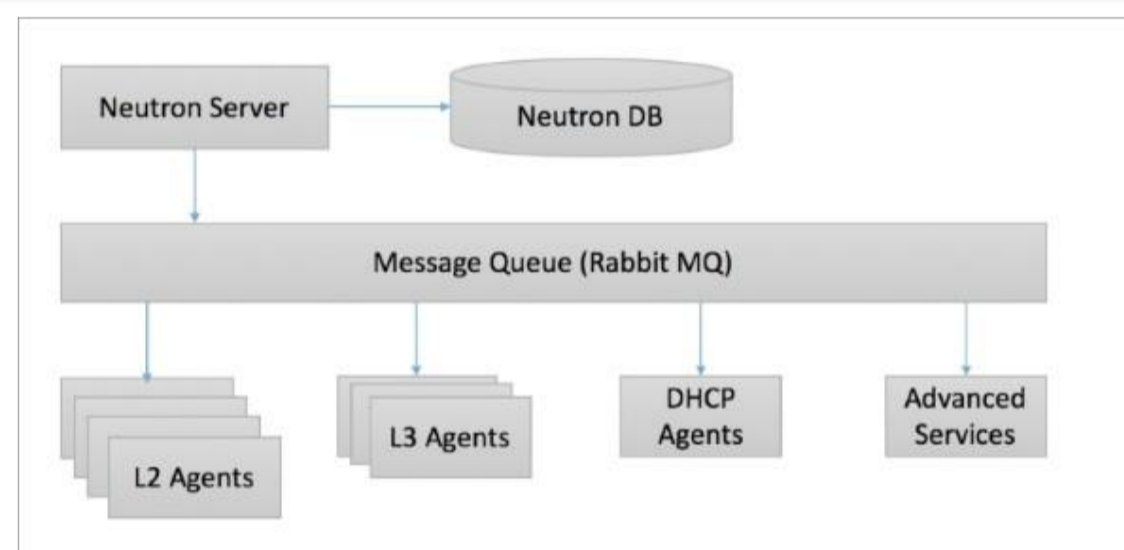 Neutron Server
Neutron DB
Message Queue (Rabbit MQ)
L2 Agents
L3 Agents
DHCP
Agents
Advanced
Services